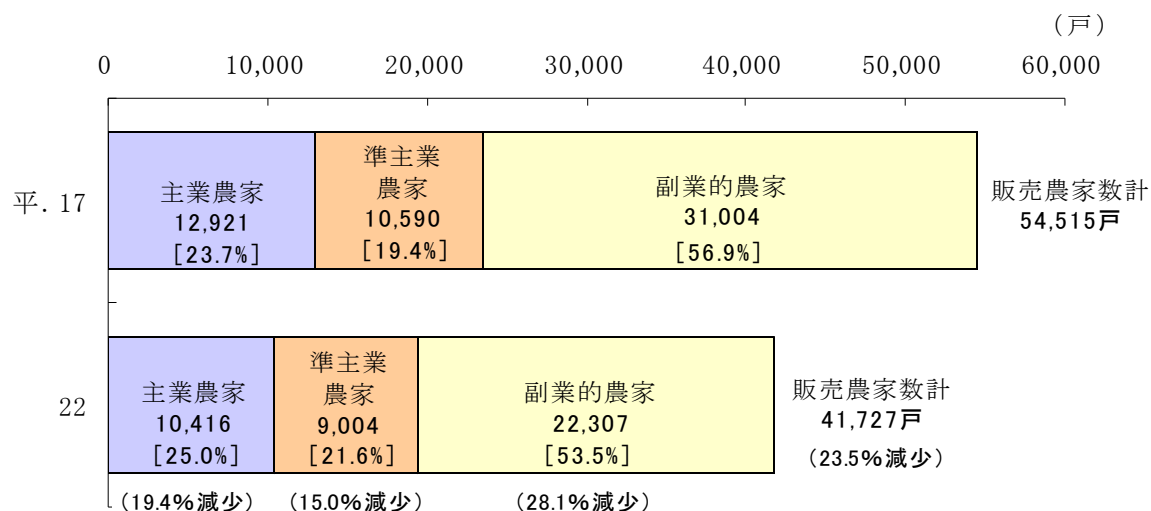 (戸)
0 10,000 20,000 30,000 40,000 50,000 60,000
平. 17
主業農家
12,921
[23.7%]
準主業
農家
10,590
[19.4%]
副業的農家
31,004
[56.9%]
販売農家数計
54,515戸
22
主業農家
10,416
[25.0%]
準主業
農家
9,004
[21.6%]
副業的農家
22,307
[53.5%]
販売農家数計
41,727戸
(23.5%減少)
(19.4%減少) (15.0%減少) (28.1%減少)